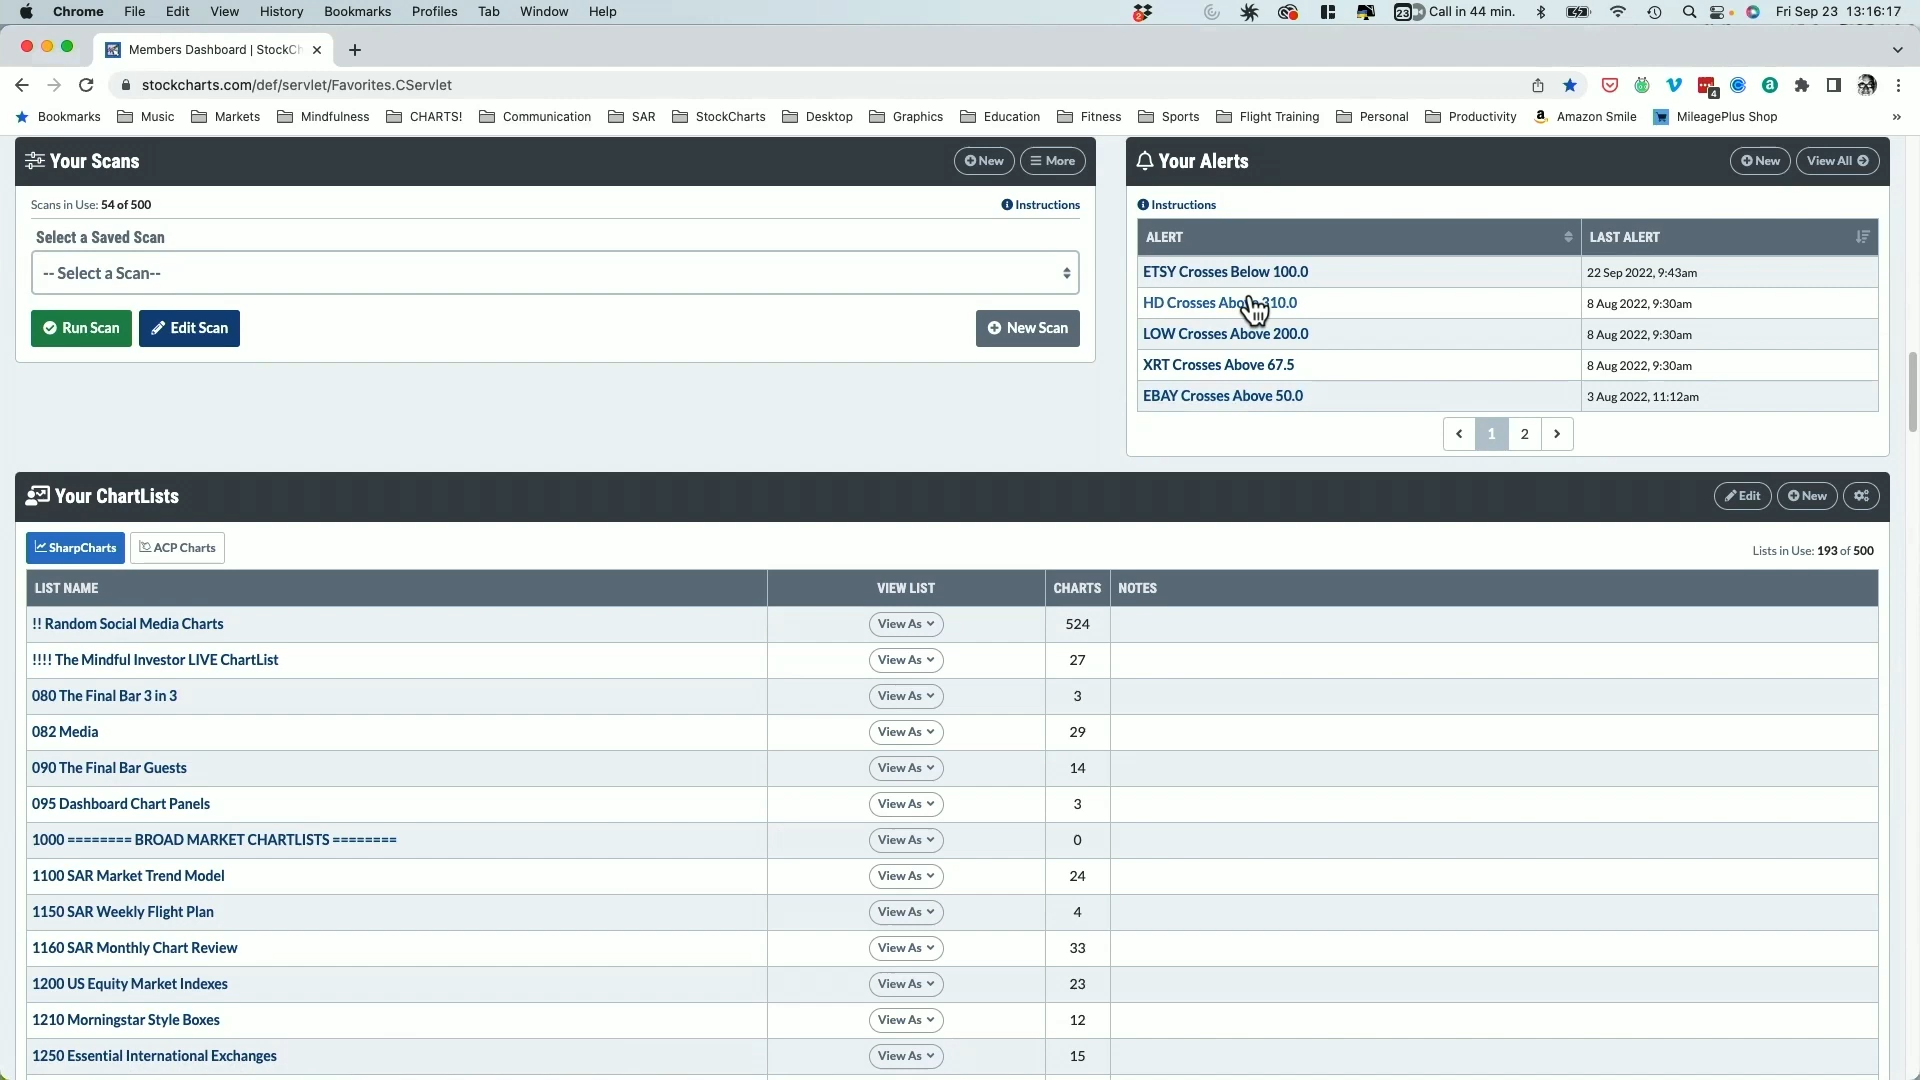 Chrome File Edit View History Bookmarks Profiles Tab Window Help 2 23 Call in 44 min. Fri Sep 23 13:16:17
Members Dashboard | StockCh
stockcharts.com/def/servlet/Favorites.CServlet 4
Bookmarks Music Markets Mindfulness CHARTS! Communication SAR StockCharts Desktop Graphics Education Fitness Sports Flight Training Personal Productivity Amazon Smile MileagePlus Shop »
Your Scans New More
Scans in Use: 54 of 500 Instructions
Select a Saved Scan
-- Select a Scan--
Run Scan Edit Scan New Scan
Your Alerts New View All
Instructions
ALERT LAST ALERT
ETSY Crosses Below 100.0 22 Sep 2022, 9:43am
HD Crosses Above 310.0 8 Aug 2022, 9:30am
LOW Crosses Above 200.0 8 Aug 2022, 9:30am
XRT Crosses Above 67.5 8 Aug 2022, 9:30am
EBAY Crosses Above 50.0 3 Aug 2022, 11:12am
1 2
Your ChartLists Edit New
SharpCharts ACP Charts Lists in Use: 193 of 500
LIST NAME VIEW LIST CHARTS NOTES
!! Random Social Media Charts View As 524
!!!! The Mindful Investor LIVE ChartList View As 27
080 The Final Bar 3 in 3 View As 3
082 Media View As 29
090 The Final Bar Guests View As 14
095 Dashboard Chart Panels View As 3
1000 ======== BROAD MARKET CHARTLISTS ======== View As 0
1100 SAR Market Trend Model View As 24
1150 SAR Weekly Flight Plan View As 4
1160 SAR Monthly Chart Review View As 33
1200 US Equity Market Indexes View As 23
1210 Morningstar Style Boxes View As 12
1250 Essential International Exchanges View As 15